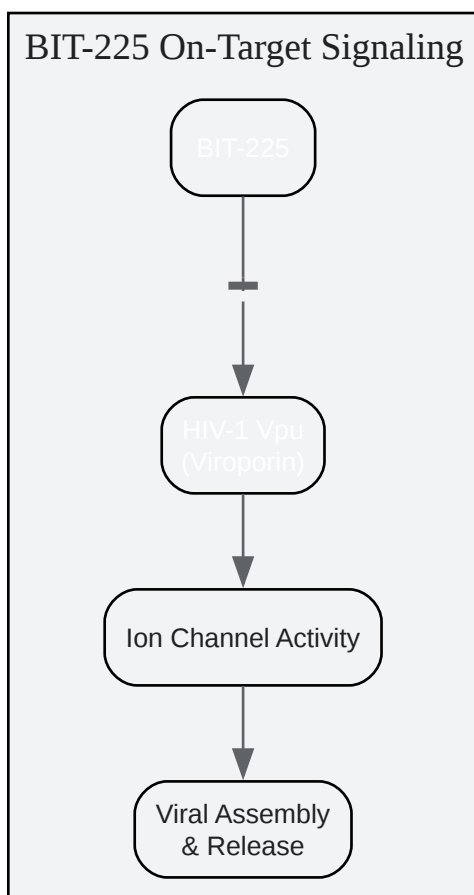 BIT-225 On-Target Signaling
BIT-225
HIV-1 Vpu
(Viroporin)
Ion Channel Activity
Viral Assembly
& Release